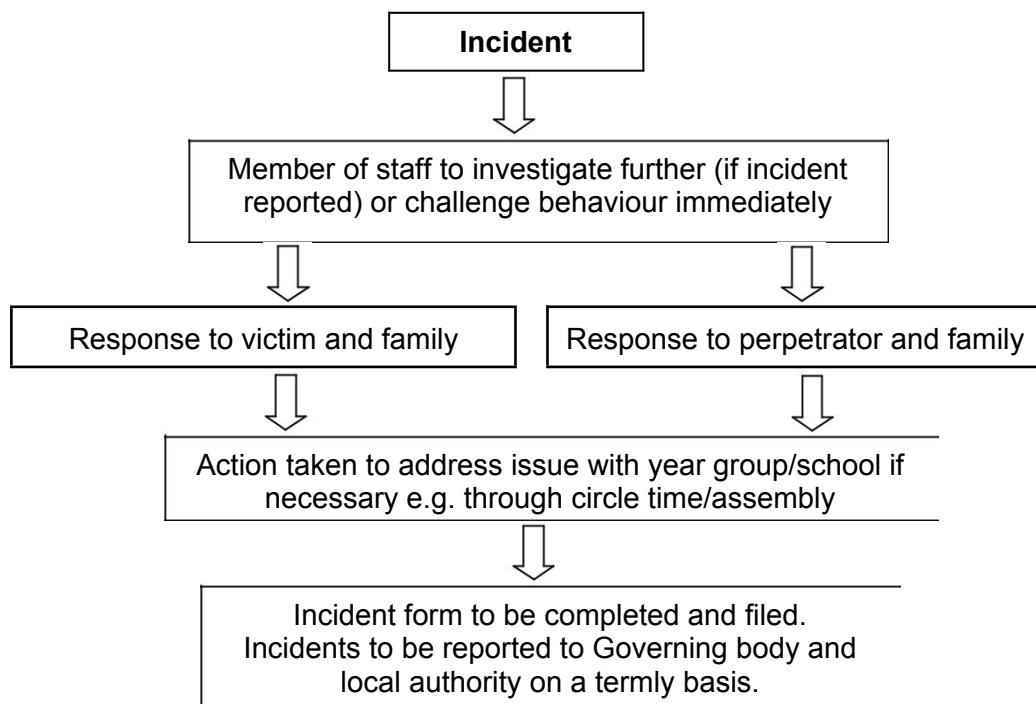 Incident
Member of staff to investigate further (if incident
reported) or challenge behaviour immediately
Response to victim and family
Response to perpetrator and family
Action taken to address issue with year group/school if
necessary e.g. through circle time/assembly
Incident form to be completed and filed.
Incidents to be reported to Governing body and
local authority on a termly basis.